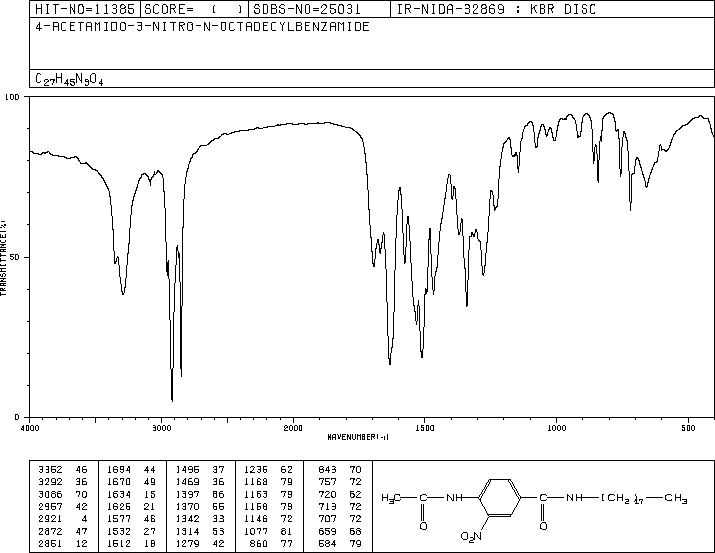 HIT-NO=11385 SCORE= ( ) SDBS-NO=25031 IR-NIDA-32869 : KBR DISC
4-ACETAMIDO-3-NITRO-N-OCTADECYLBENZAMIDE
C27H45N3O4
100
50
0
TRANSMITTANCE(%)
4000 3000 2000 1500 1000 500
WAVENUMBER(-1)
3352 46 1694 44 1496 37 1236 62 843 70
3292 36 1670 49 1469 36 1168 79 757 72
3086 70 1634 15 1397 66 1163 79 720 62
2957 42 1626 21 1370 55 1158 79 713 72
2921 4 1577 46 1342 33 1146 72 707 72
2872 47 1532 27 1314 53 1077 81 659 68
2851 12 1512 18 1279 42 860 77 584 79
H3C C NH C NH (CH2)17 CH3
O O2N O